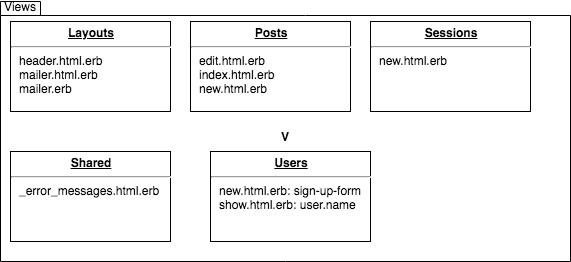 Views
Layouts
header.html.erb
mailer.html.erb
mailer.erb
Posts
edit.html.erb
index.html.erb
new.html.erb
Sessions
new.html.erb
V
Shared
_error_messages.html.erb
Users
new.html.erb: sign-up-form
show.html.erb: user.name